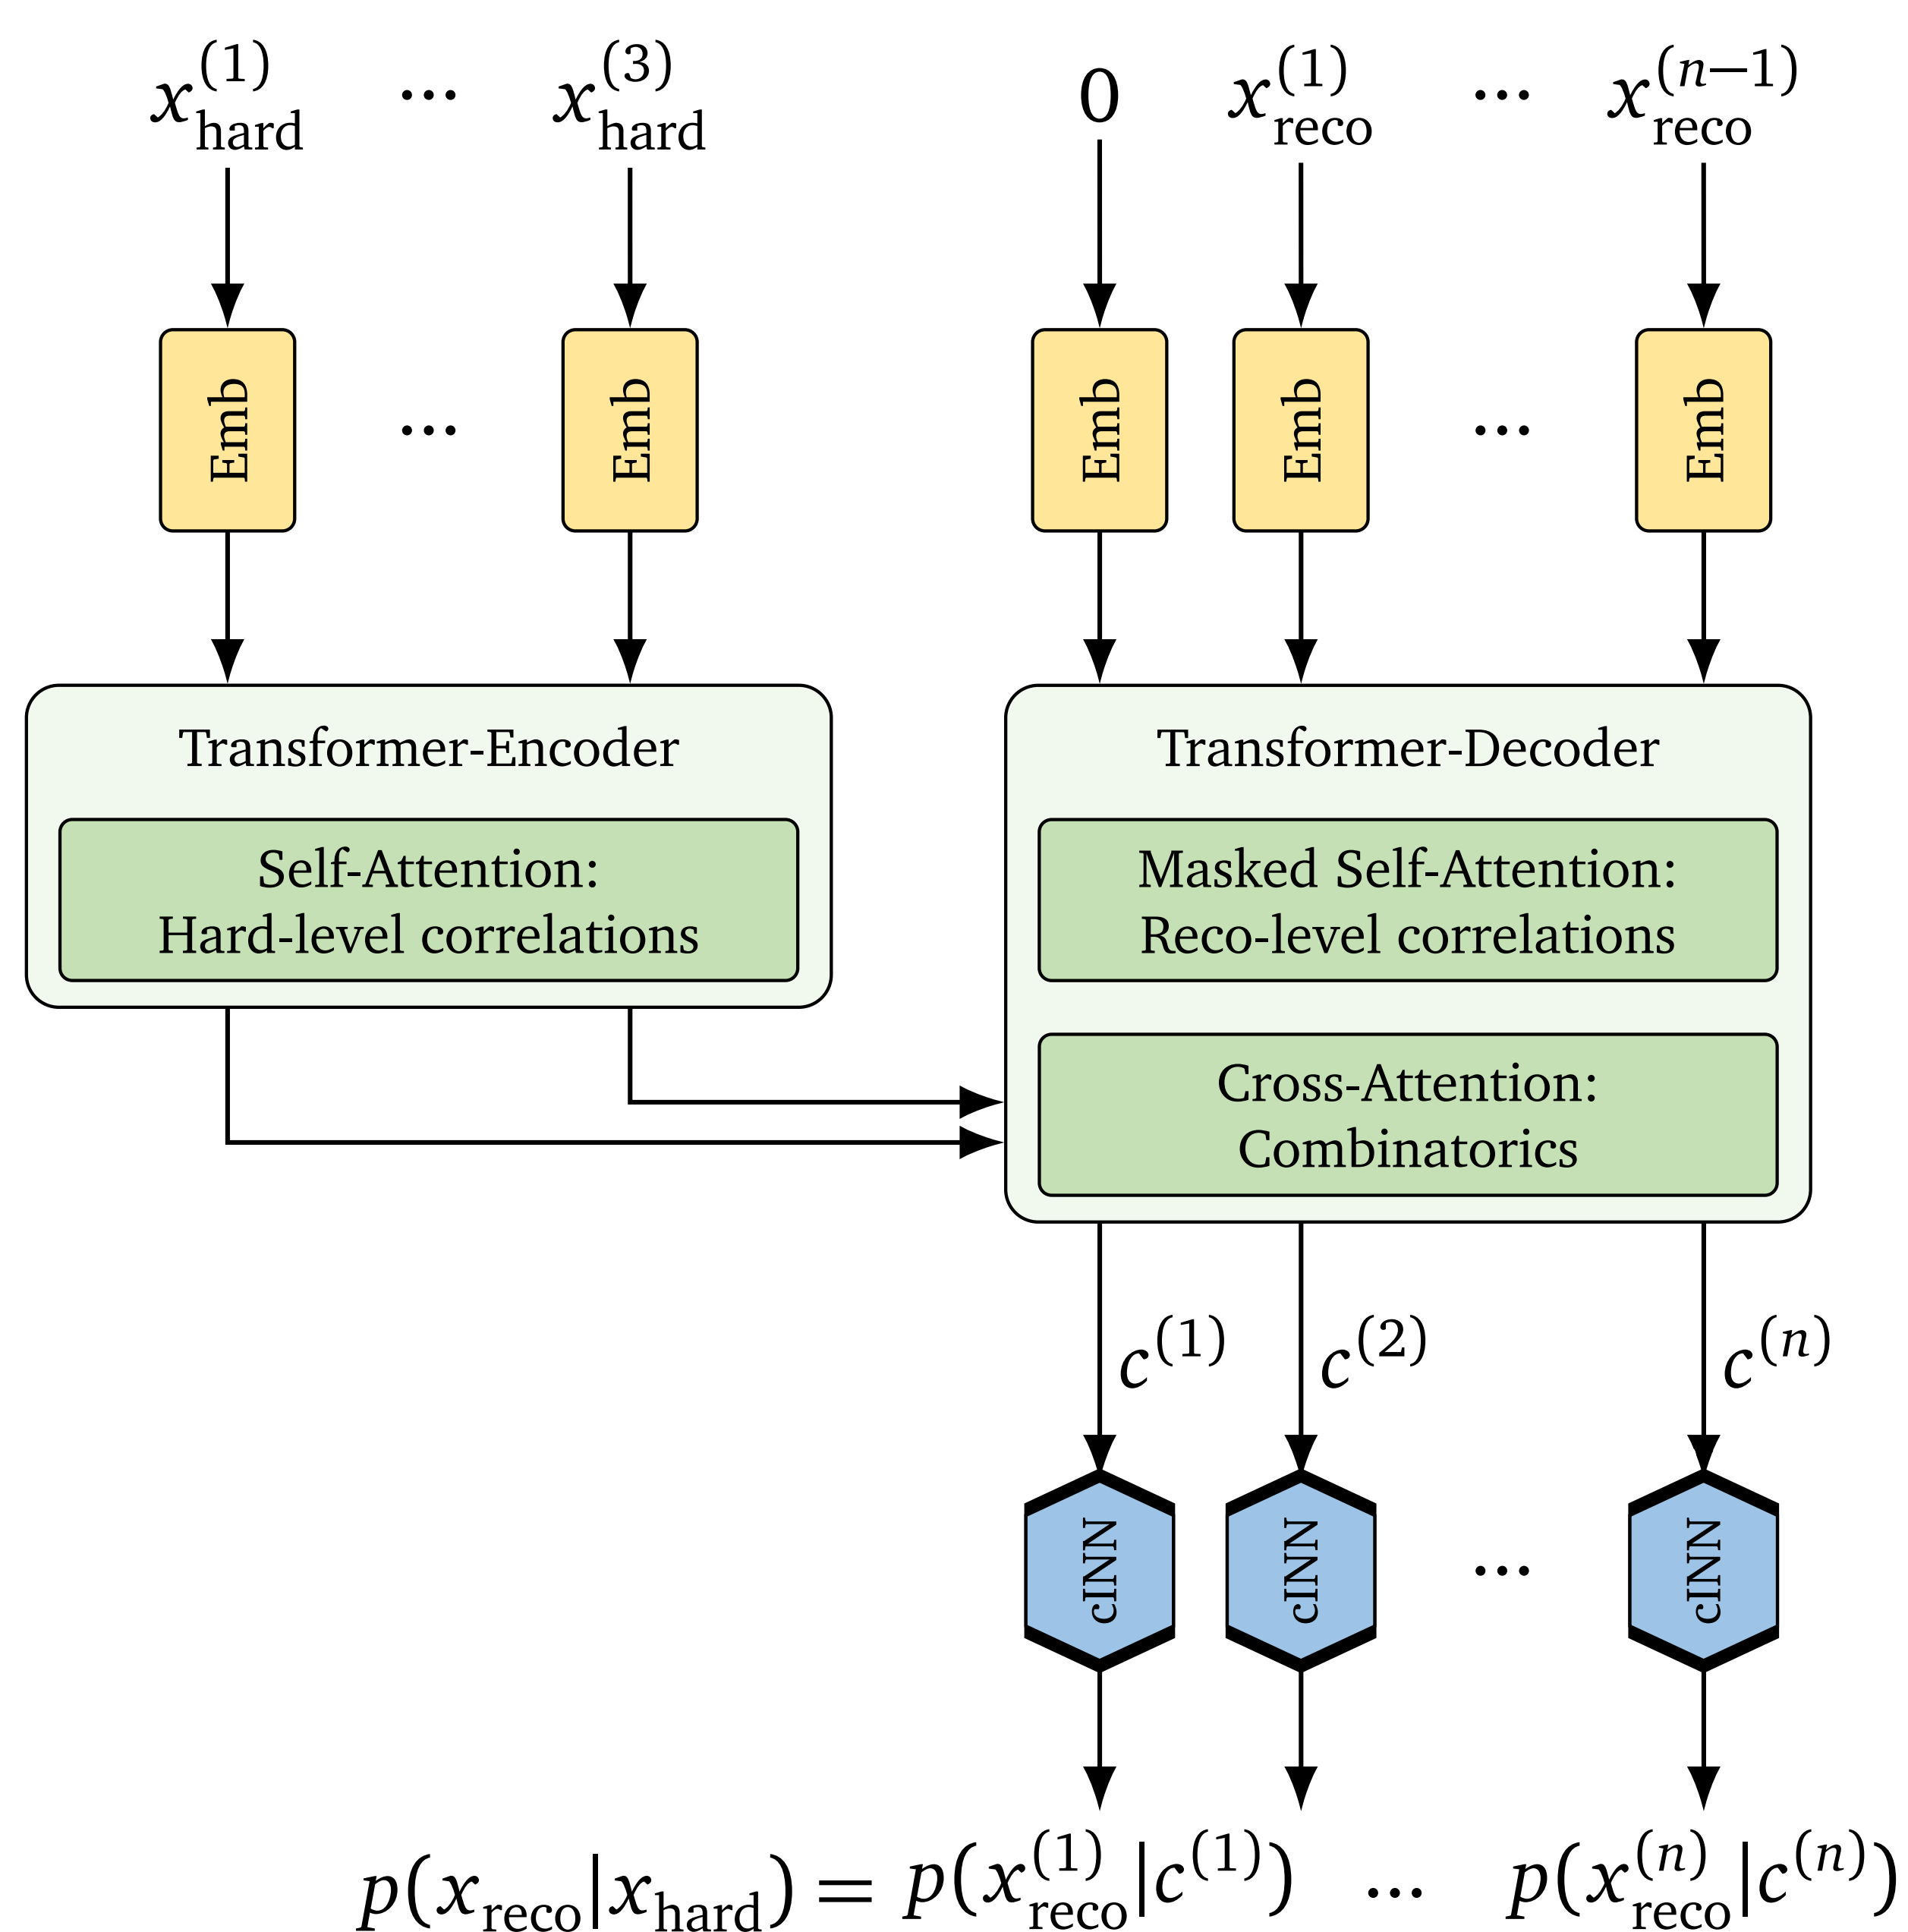 x_hard^(1) ··· x_hard^(3) 0 x_reco^(1) ··· x_reco^(n−1)
Emb ··· Emb Emb Emb ··· Emb
Transformer-Encoder
Self-Attention:
Hard-level correlations
Transformer-Decoder
Masked Self-Attention:
Reco-level correlations
Cross-Attention:
Combinatorics
c^(1) c^(2) c^(n)
cINN cINN ··· cINN
p(x_reco|x_hard) = p(x_reco^(1)|c^(1)) ··· p(x_reco^(n)|c^(n))